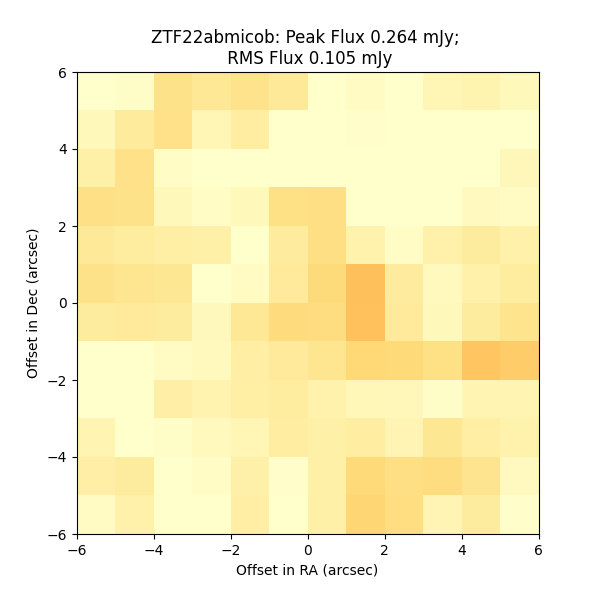 ZTF22abmicob: Peak Flux 0.264 mJy;
RMS Flux 0.105 mJy
6
4
2
0
−2
−4
−6
Offset in Dec (arcsec)
−6 −4 −2 0 2 4 6
Offset in RA (arcsec)